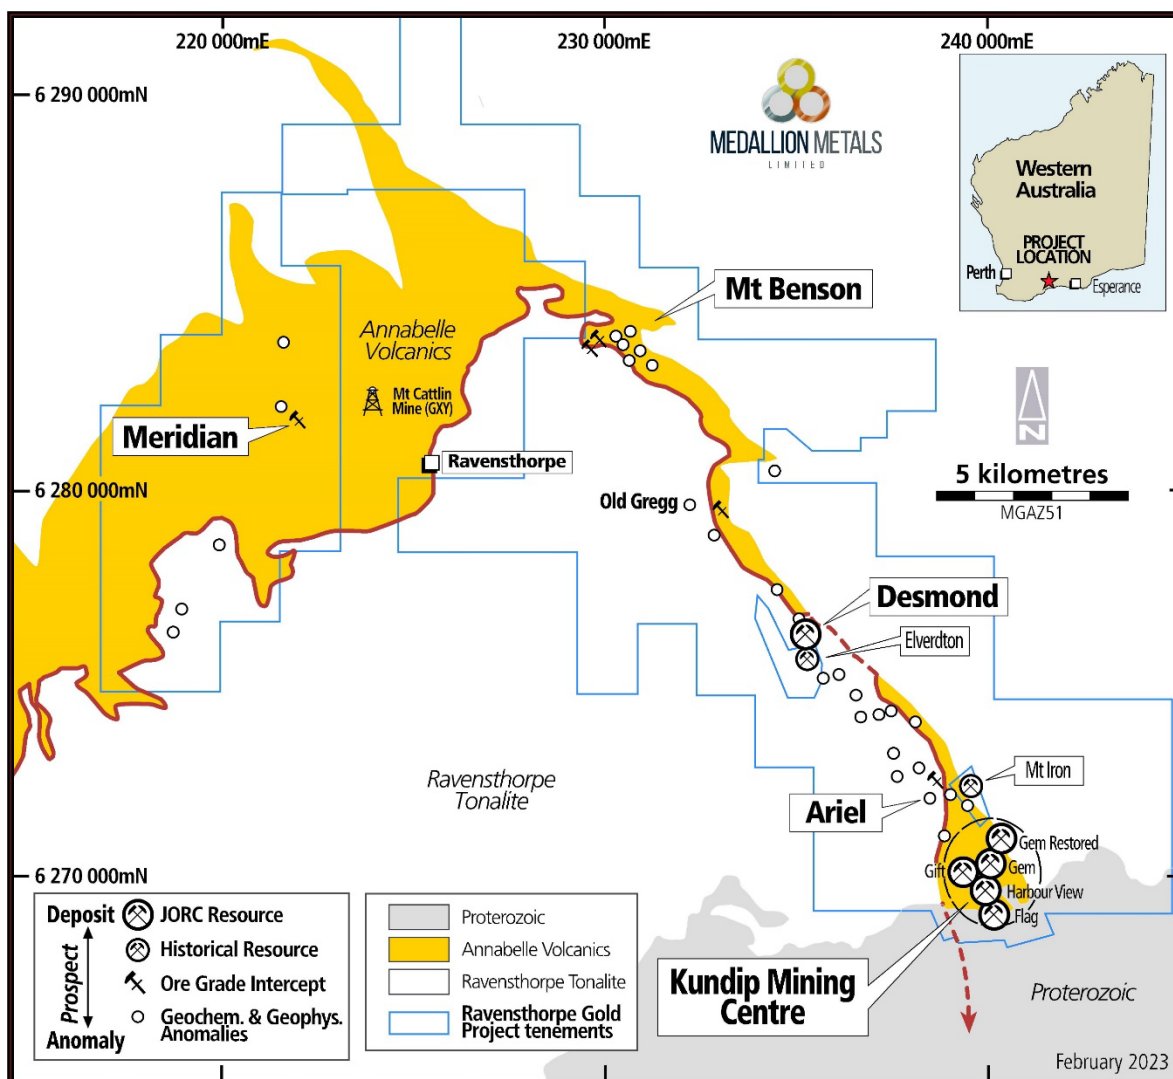 220 000mE
230 000mE
240 000mE
6 290 000mN
MEDALLION METALS
LIMITED
Western
Australia
PROJECT
LOCATION
Perth
Esperance
Mt Benson
Annabelle
Volcanics
Mt Cattlin
Mine (GXY)
Meridian
N
Ravensthorpe
5 kilometres
MGAZ51
6 280 000mN
Old Gregg
Desmond
Elverdton
Ravensthorpe
Tonalite
Mt Iron
Ariel
Gem Restored
Gem
Gift
Harbour View
Flag
6 270 000mN
Kundip Mining
Centre
Proterozoic
Deposit
JORC Resource
Historical Resource
Prospect
Ore Grade Intercept
Geochem. & Geophys.
Anomalies
Anomaly
Proterozoic
Annabelle Volcanics
Ravensthorpe Tonalite
Ravensthorpe Gold
Project tenements
February 2023